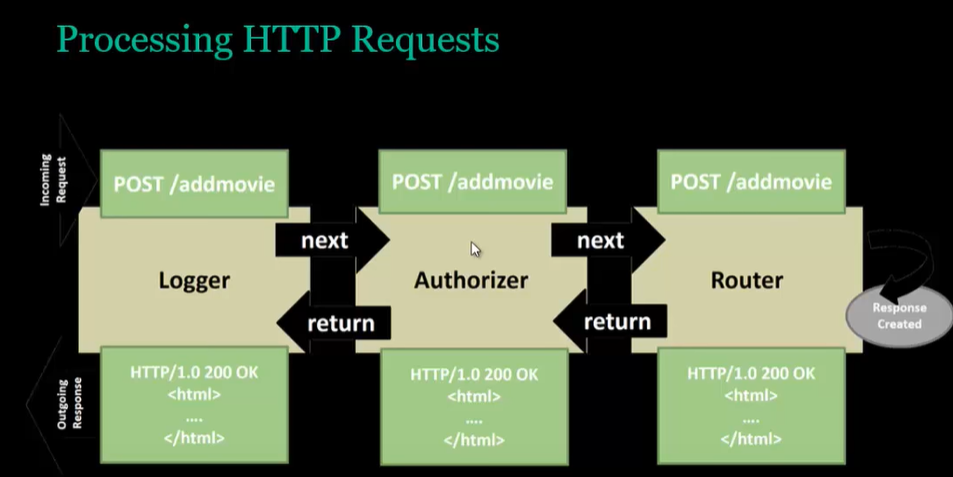 Processing HTTP Requests
Incoming
Request
POST /addmovie
POST /addmovie
POST /addmovie
next
next
Logger
Authorizer
Router
return
return
Response
Created
Outgoing
Response
HTTP/1.0 200 OK
<html>
....
</html>
HTTP/1.0 200 OK
<html>
....
</html>
HTTP/1.0 200 OK
<html>
....
</html>